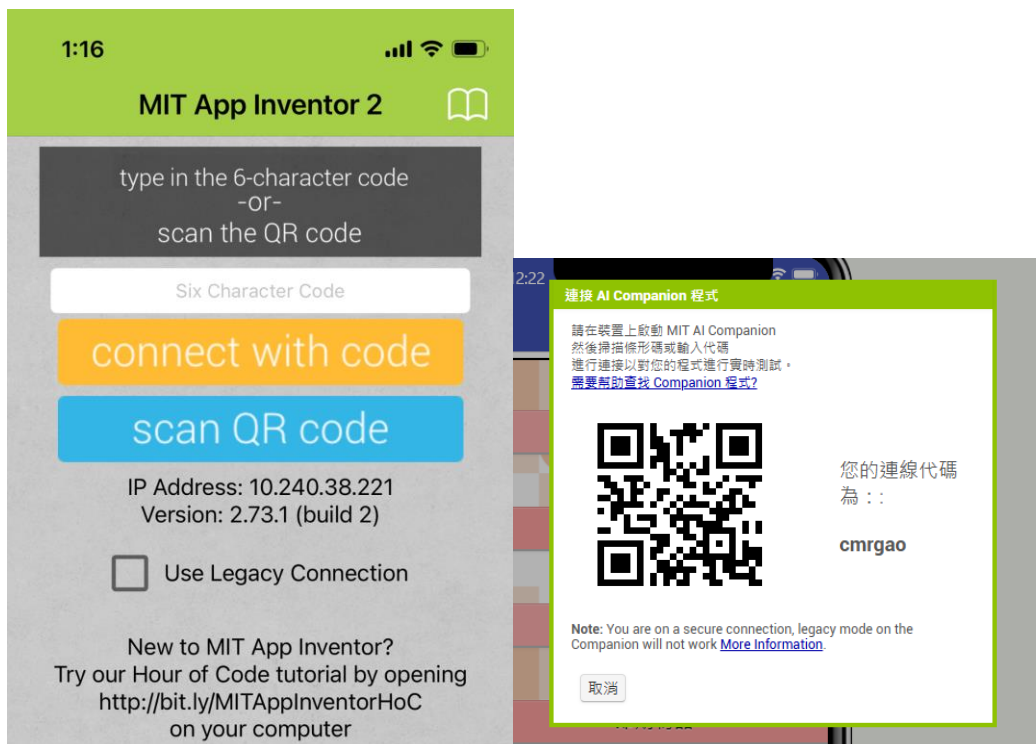 1:16
MIT App Inventor 2
type in the 6-character code
-or-
scan the QR code
Six Character Code
connect with code
scan QR code
IP Address: 10.240.38.221
Version: 2.73.1 (build 2)
Use Legacy Connection
New to MIT App Inventor?
Try our Hour of Code tutorial by opening
http://bit.ly/MITAppInventorHoC
on your computer
12:22
連接 AI Companion 程式
請在裝置上啟動 MIT AI Companion
然後掃描條形碼或輸入代碼
進行連接以對您的程式進行實時測試。
需要幫助查找 Companion 程式?
您的連線代碼
為：:
cmrgao
Note: You are on a secure connection, legacy mode on the
Companion will not work More Information.
取消